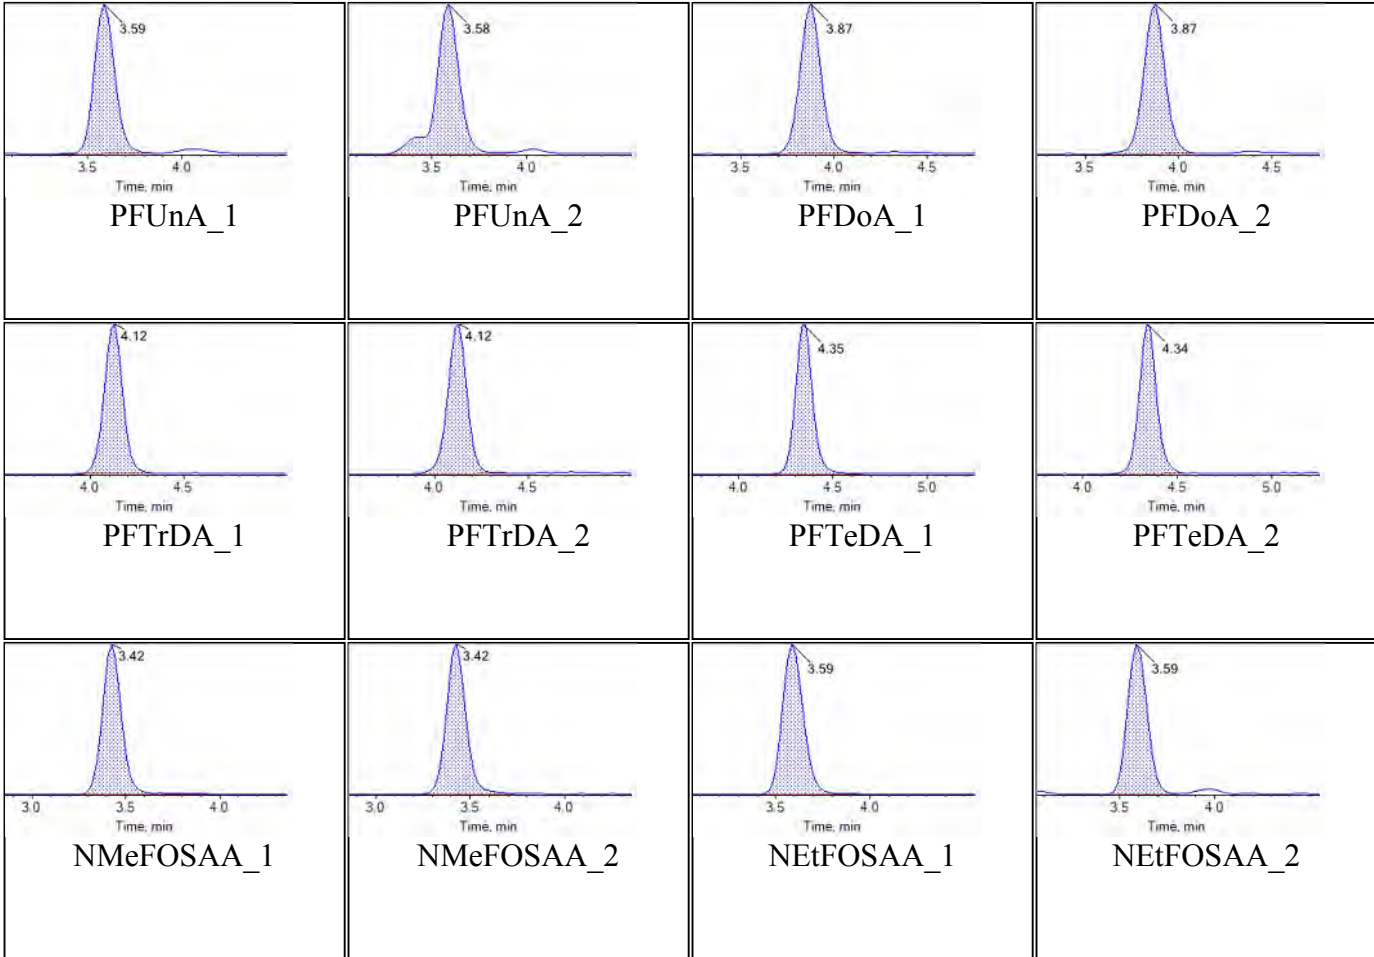 3.59
3.5 4.0
Time, min
PFUnA_1
3.58
3.5 4.0
Time, min
PFUnA_2
3.87
3.5 4.0 4.5
Time, min
PFDoA_1
3.87
3.5 4.0 4.5
Time, min
PFDoA_2
4.12
4.0 4.5
Time, min
PFTrDA_1
4.12
4.0 4.5
Time, min
PFTrDA_2
4.35
4.0 4.5 5.0
Time, min
PFTeDA_1
4.34
4.0 4.5 5.0
Time, min
PFTeDA_2
3.42
3.0 3.5 4.0
Time, min
NMeFOSAA_1
3.42
3.0 3.5 4.0
Time, min
NMeFOSAA_2
3.59
3.5 4.0
Time, min
NEtFOSAA_1
3.59
3.5 4.0
Time, min
NEtFOSAA_2